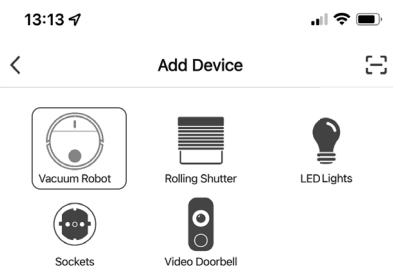 13:13
Add Device
Vacuum Robot Rolling Shutter LED Lights
Sockets Video Doorbell